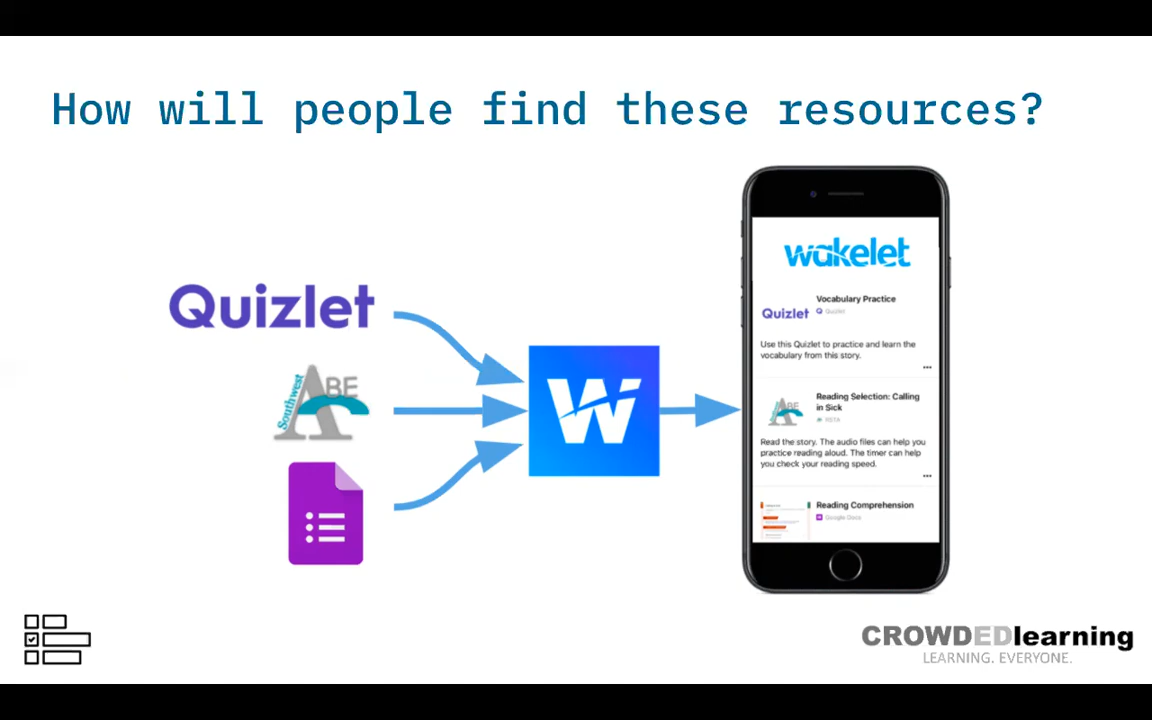 How will people find these resources?
Quizlet
Southwest
ABE
W
wakelet
Vocabulary Practice
Quizlet
Quizlet
Use this Quizlet to practice and learn the
vocabulary from this story.
Reading Selection: Calling
in Sick
ABE
Read the story. The audio files can help you
practice reading aloud. The timer can help
you check your reading speed.
Reading Comprehension
Google Docs
CROWDEDlearning
LEARNING. EVERYONE.